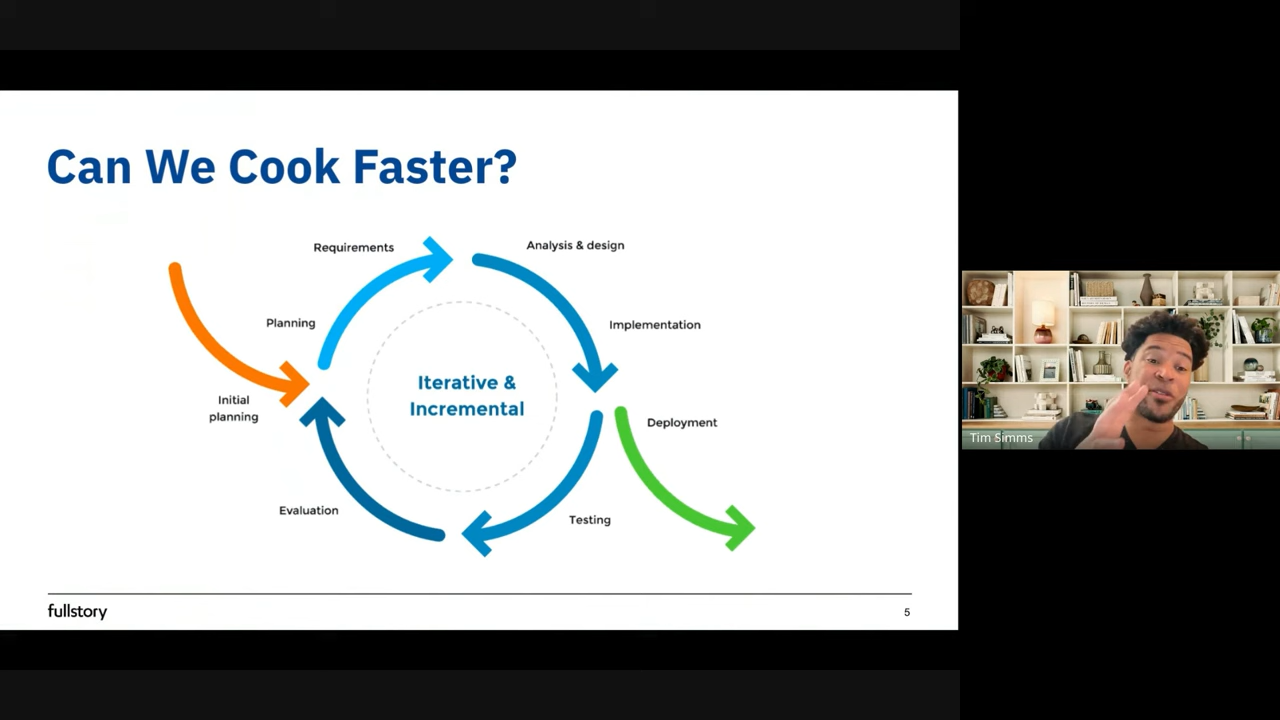 Can We Cook Faster?
Requirements
Analysis & design
Planning
Implementation
Iterative &
Incremental
Initial
planning
Deployment
Evaluation
Testing
fullstory
5
Tim Simms